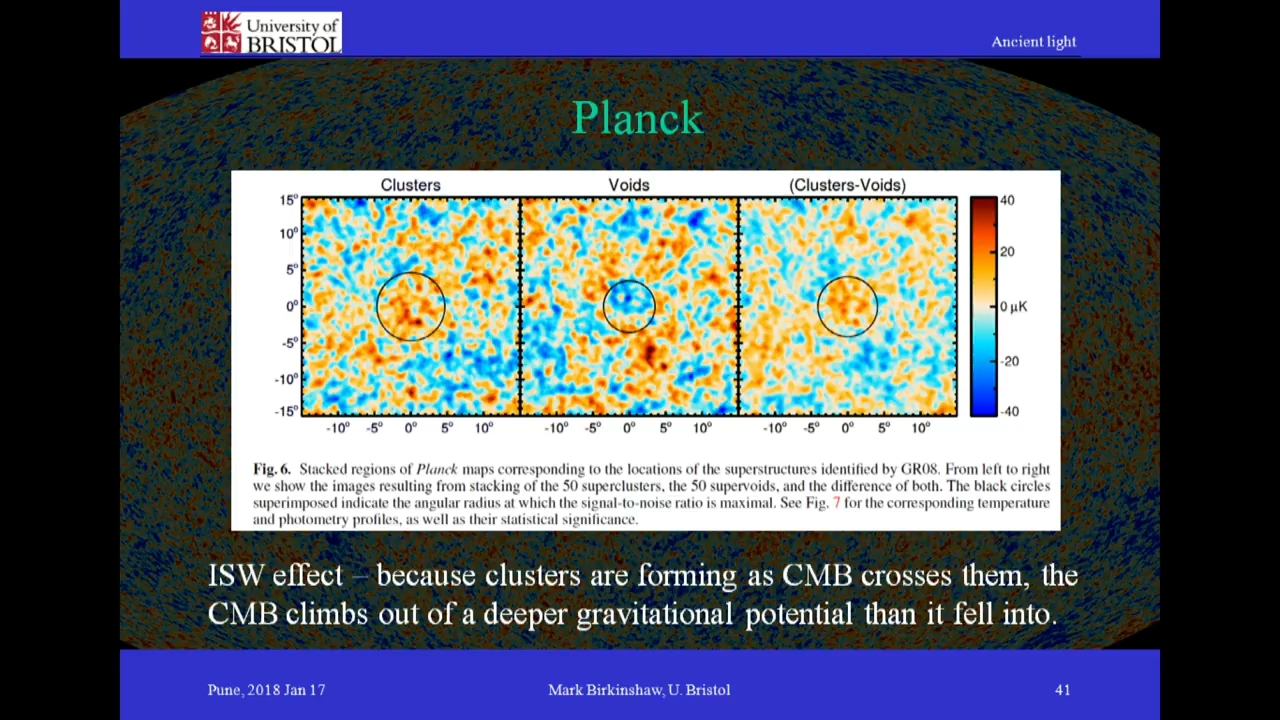 University of
BRISTOL
Ancient light
Planck
Clusters
Voids
(Clusters-Voids)
15°
10°
5°
0°
-5°
-10°
-15°
-10° -5° 0° 5° 10°
-10° -5° 0° 5° 10°
-10° -5° 0° 5° 10°
40
20
0 μK
-20
-40
Fig. 6. Stacked regions of Planck maps corresponding to the locations of the superstructures identified by GR08. From left to right
we show the images resulting from stacking of the 50 superclusters, the 50 supervoids, and the difference of both. The black circles
superimposed indicate the angular radius at which the signal-to-noise ratio is maximal. See Fig. 7 for the corresponding temperature
and photometry profiles, as well as their statistical significance.
ISW effect – because clusters are forming as CMB crosses them, the
CMB climbs out of a deeper gravitational potential than it fell into.
Pune, 2018 Jan 17
Mark Birkinshaw, U. Bristol
41